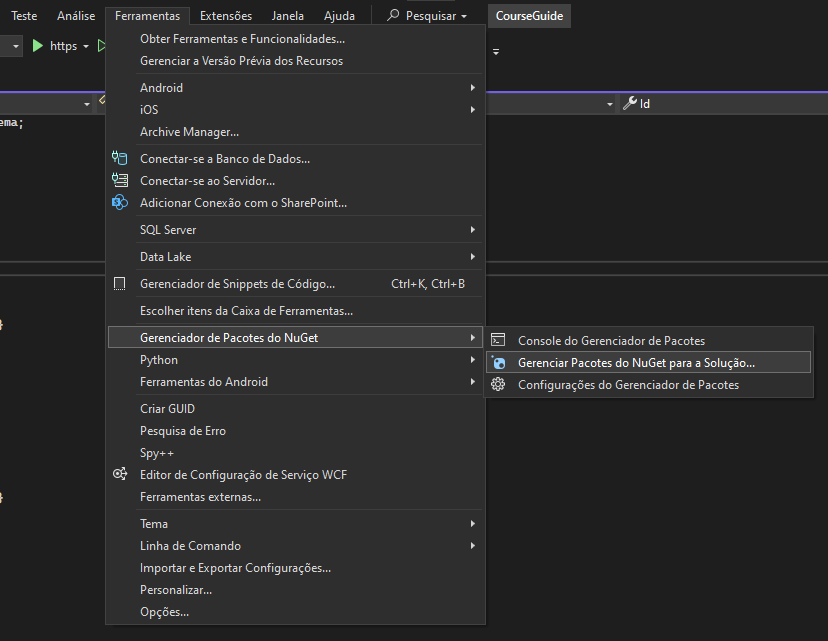 Teste Análise Ferramentas Extensões Janela Ajuda Pesquisar CourseGuide
https
Obter Ferramentas e Funcionalidades...
Gerenciar a Versão Prévia dos Recursos
Android
Id
iOS
ema;
Archive Manager...
Conectar-se a Banco de Dados...
Conectar-se ao Servidor...
Adicionar Conexão com o SharePoint...
SQL Server
Data Lake
Gerenciador de Snippets de Código... Ctrl+K, Ctrl+B
Escolher itens da Caixa de Ferramentas...
}
Gerenciador de Pacotes do NuGet
Console do Gerenciador de Pacotes
Python
Gerenciar Pacotes do NuGet para a Solução...
Ferramentas do Android
Configurações do Gerenciador de Pacotes
Criar GUID
Pesquisa de Erro
Spy++
Editor de Configuração de Serviço WCF
Ferramentas externas...
}
Tema
Linha de Comando
Importar e Exportar Configurações...
Personalizar...
Opções...